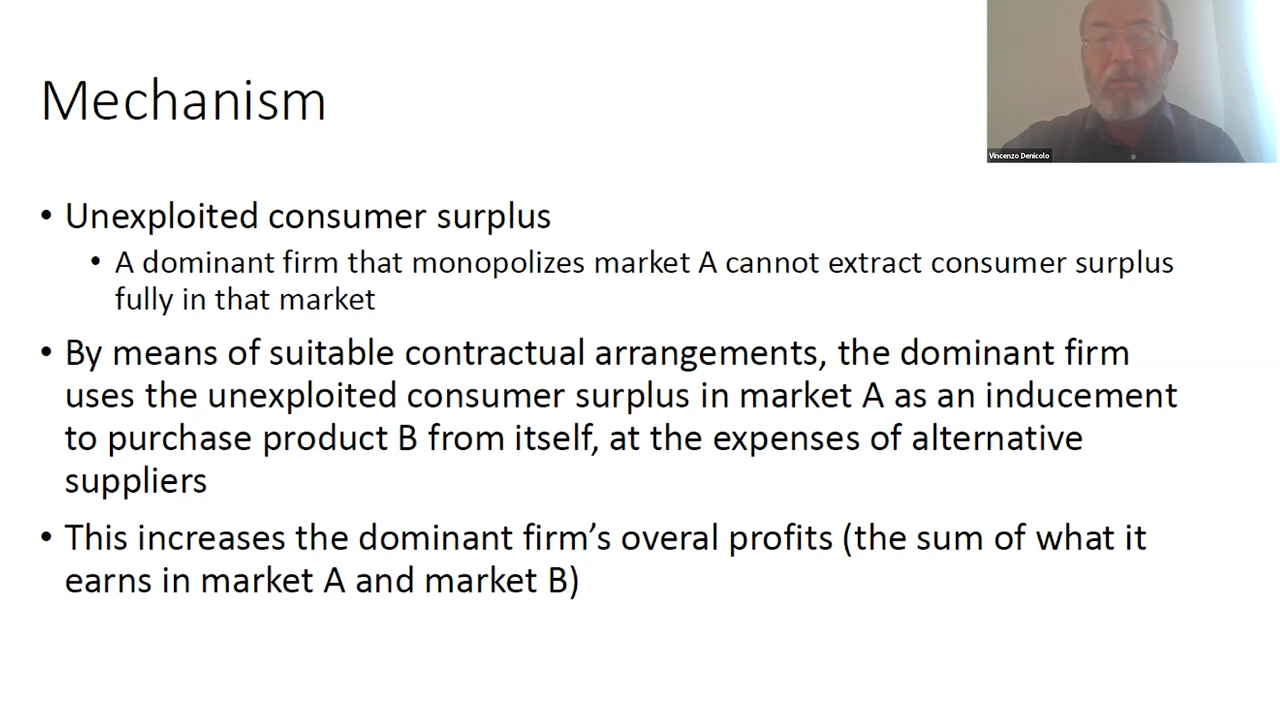 Mechanism
Vincenzo Denicolo
• Unexploited consumer surplus
• A dominant firm that monopolizes market A cannot extract consumer surplus
fully in that market
• By means of suitable contractual arrangements, the dominant firm
uses the unexploited consumer surplus in market A as an inducement
to purchase product B from itself, at the expenses of alternative
suppliers
• This increases the dominant firm’s overal profits (the sum of what it
earns in market A and market B)